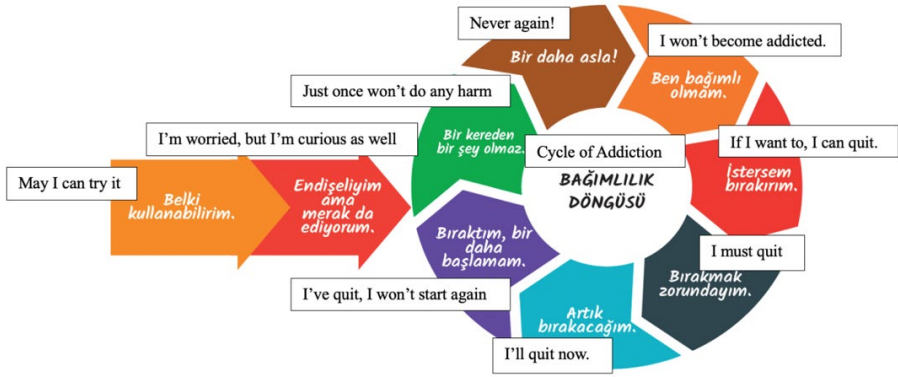 Never again!
Bir daha asla!
I won't become addicted.
Ben bağımlı
olmam.
Just once won't do any harm
Bir kereden
bir şey olmaz.
I'm worried, but I'm curious as well
Cycle of Addiction
BAĞIMLILIK
DÖNGÜSÜ
If I want to, I can quit.
İstersem
bırakırım.
May I can try it
Belki
kullanabilirim.
Endişeliyim
ama
merak da
ediyorum.
Bıraktım, bir
daha
başlamam.
I must quit
Bırakmak
zorundayım.
I've quit, I won't start again
Artık
bırakacağım.
I'll quit now.